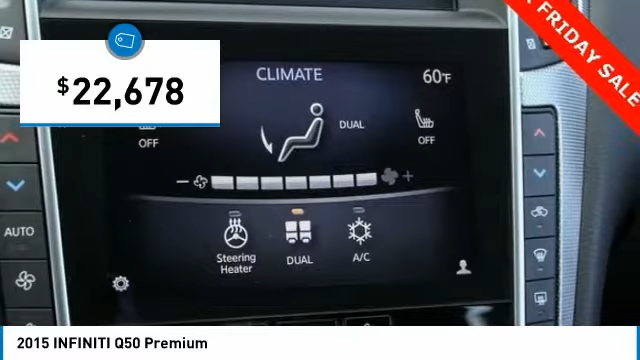 FRIDAY SALE
$22,678
CLIMATE
60°F
DUAL
OFF
OFF
AUTO
Steering
Heater
DUAL
A/C
2015 INFINITI Q50 Premium